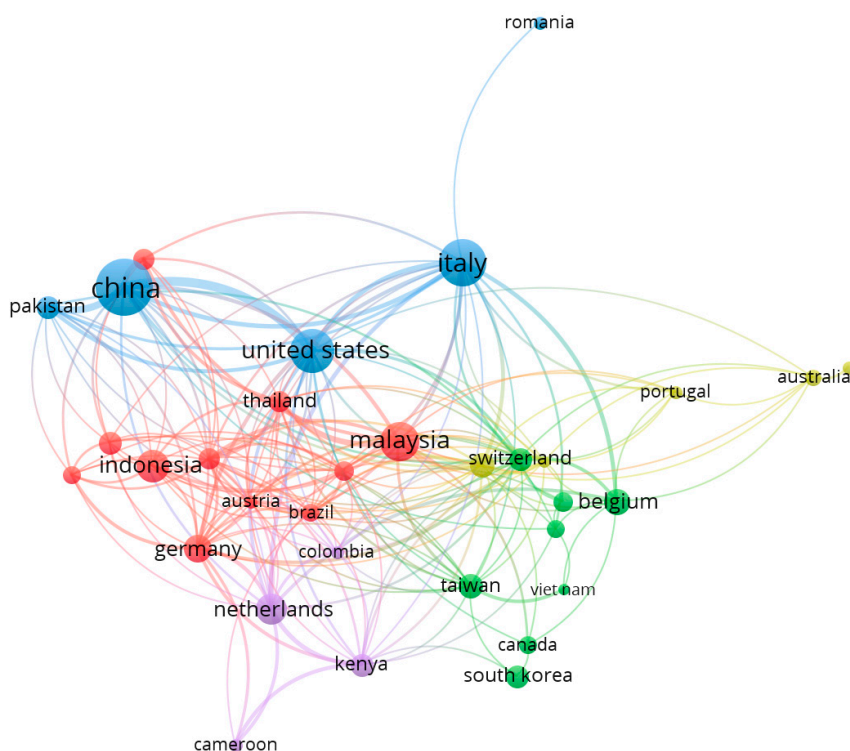 romania
italy
china
pakistan
united states
australia
portugal
thailand
malaysia
switzerland
indonesia
austria
brazil
belgium
germany
colombia
taiwan
viet nam
netherlands
canada
kenya
south korea
cameroon